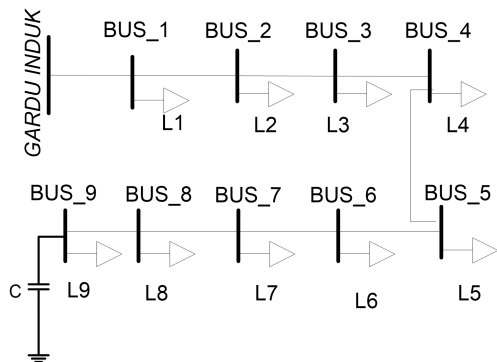 GARDU INDUK
BUS_1 BUS_2 BUS_3 BUS_4
L1 L2 L3 L4
BUS_9 BUS_8 BUS_7 BUS_6 BUS_5
C L9 L8 L7 L6 L5